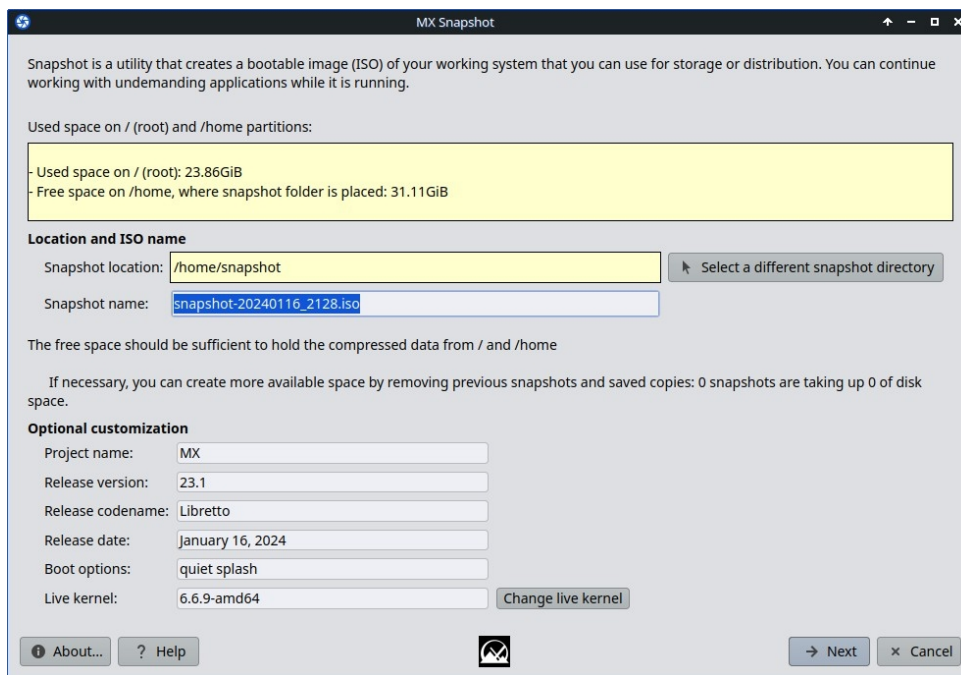 MX Snapshot
Snapshot is a utility that creates a bootable image (ISO) of your working system that you can use for storage or distribution. You can continue
working with undemanding applications while it is running.
Used space on / (root) and /home partitions:
- Used space on / (root): 23.86GiB
- Free space on /home, where snapshot folder is placed: 31.11GiB
Location and ISO name
Snapshot location: /home/snapshot Select a different snapshot directory
Snapshot name: snapshot-20240116_2128.iso
The free space should be sufficient to hold the compressed data from / and /home
If necessary, you can create more available space by removing previous snapshots and saved copies: 0 snapshots are taking up 0 of disk
space.
Optional customization
Project name: MX
Release version: 23.1
Release codename: Libretto
Release date: January 16, 2024
Boot options: quiet splash
Live kernel: 6.6.9-amd64 Change live kernel
About... ? Help Next Cancel